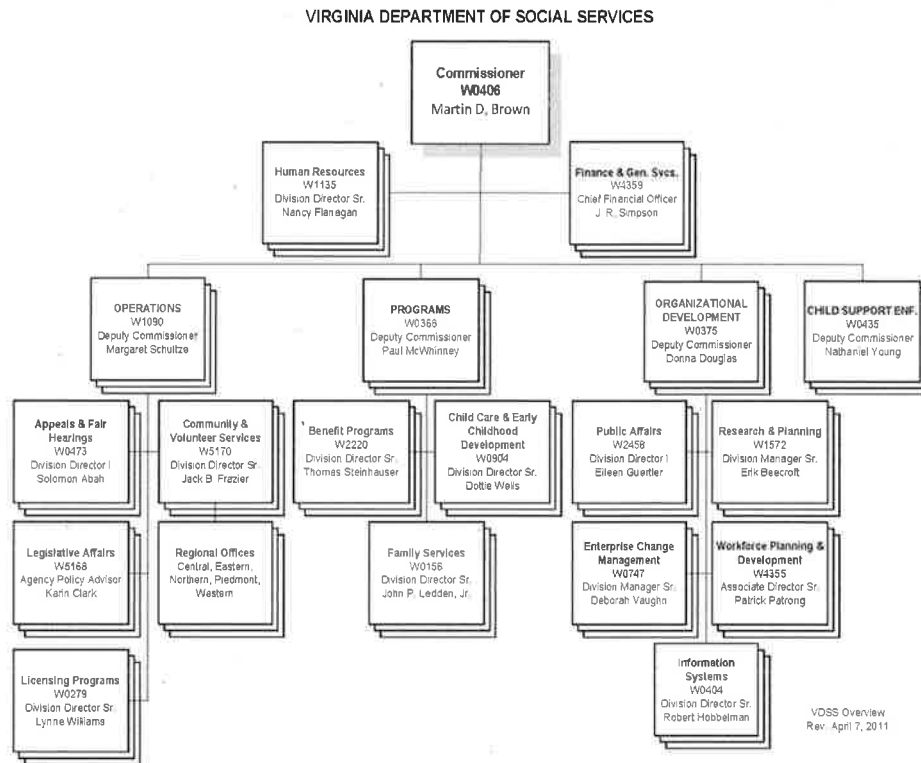 VIRGINIA DEPARTMENT OF SOCIAL SERVICES
Commissioner
W0406
Martin D. Brown
Human Resources
W1135
Division Director Sr.
Nancy Flanagan
Finance & Gen. Svcs.
W4359
Chief Financial Officer
J. R. Simpson
OPERATIONS
W1090
Deputy Commissioner
Margaret Schultze
PROGRAMS
W0366
Deputy Commissioner
Paul McWhinney
ORGANIZATIONAL
DEVELOPMENT
W0375
Deputy Commissioner
Donna Douglas
CHILD SUPPORT ENF.
W0435
Deputy Commissioner
Nathaniel Young
Appeals & Fair
Hearings
W0473
Division Director I
Solomon Abah
Community &
Volunteer Services
W5170
Division Director Sr.
Jack B. Frazier
Benefit Programs
W2220
Division Director Sr.
Thomas Steinhauser
Child Care & Early
Childhood
Development
W0904
Division Director Sr.
Dottie Wells
Public Affairs
W2458
Division Director I
Eileen Guertler
Research & Planning
W1572
Division Manager Sr.
Erik Beecroft
Legislative Affairs
W5168
Agency Policy Advisor
Karin Clark
Regional Offices
Central, Eastern,
Northern, Piedmont,
Western
Family Services
W0156
Division Director Sr.
John P. Ledden, Jr.
Enterprise Change
Management
W0747
Division Manager Sr.
Deborah Vaughn
Workforce Planning &
Development
W4355
Associate Director Sr.
Patrick Patrong
Licensing Programs
W0279
Division Director Sr.
Lynne Williams
Information
Systems
W0404
Division Director Sr.
Robert Hobbelman
VDSS Overview
Rev. April 7, 2011